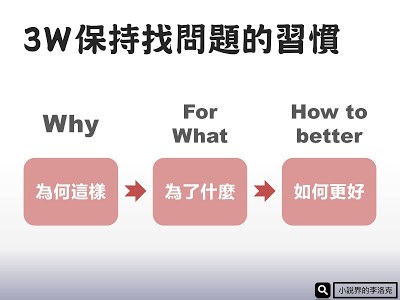 3W保持找問題的習慣
Why
For
What
How to
better
為何這樣
為了什麼
如何更好
小說界的李洛克